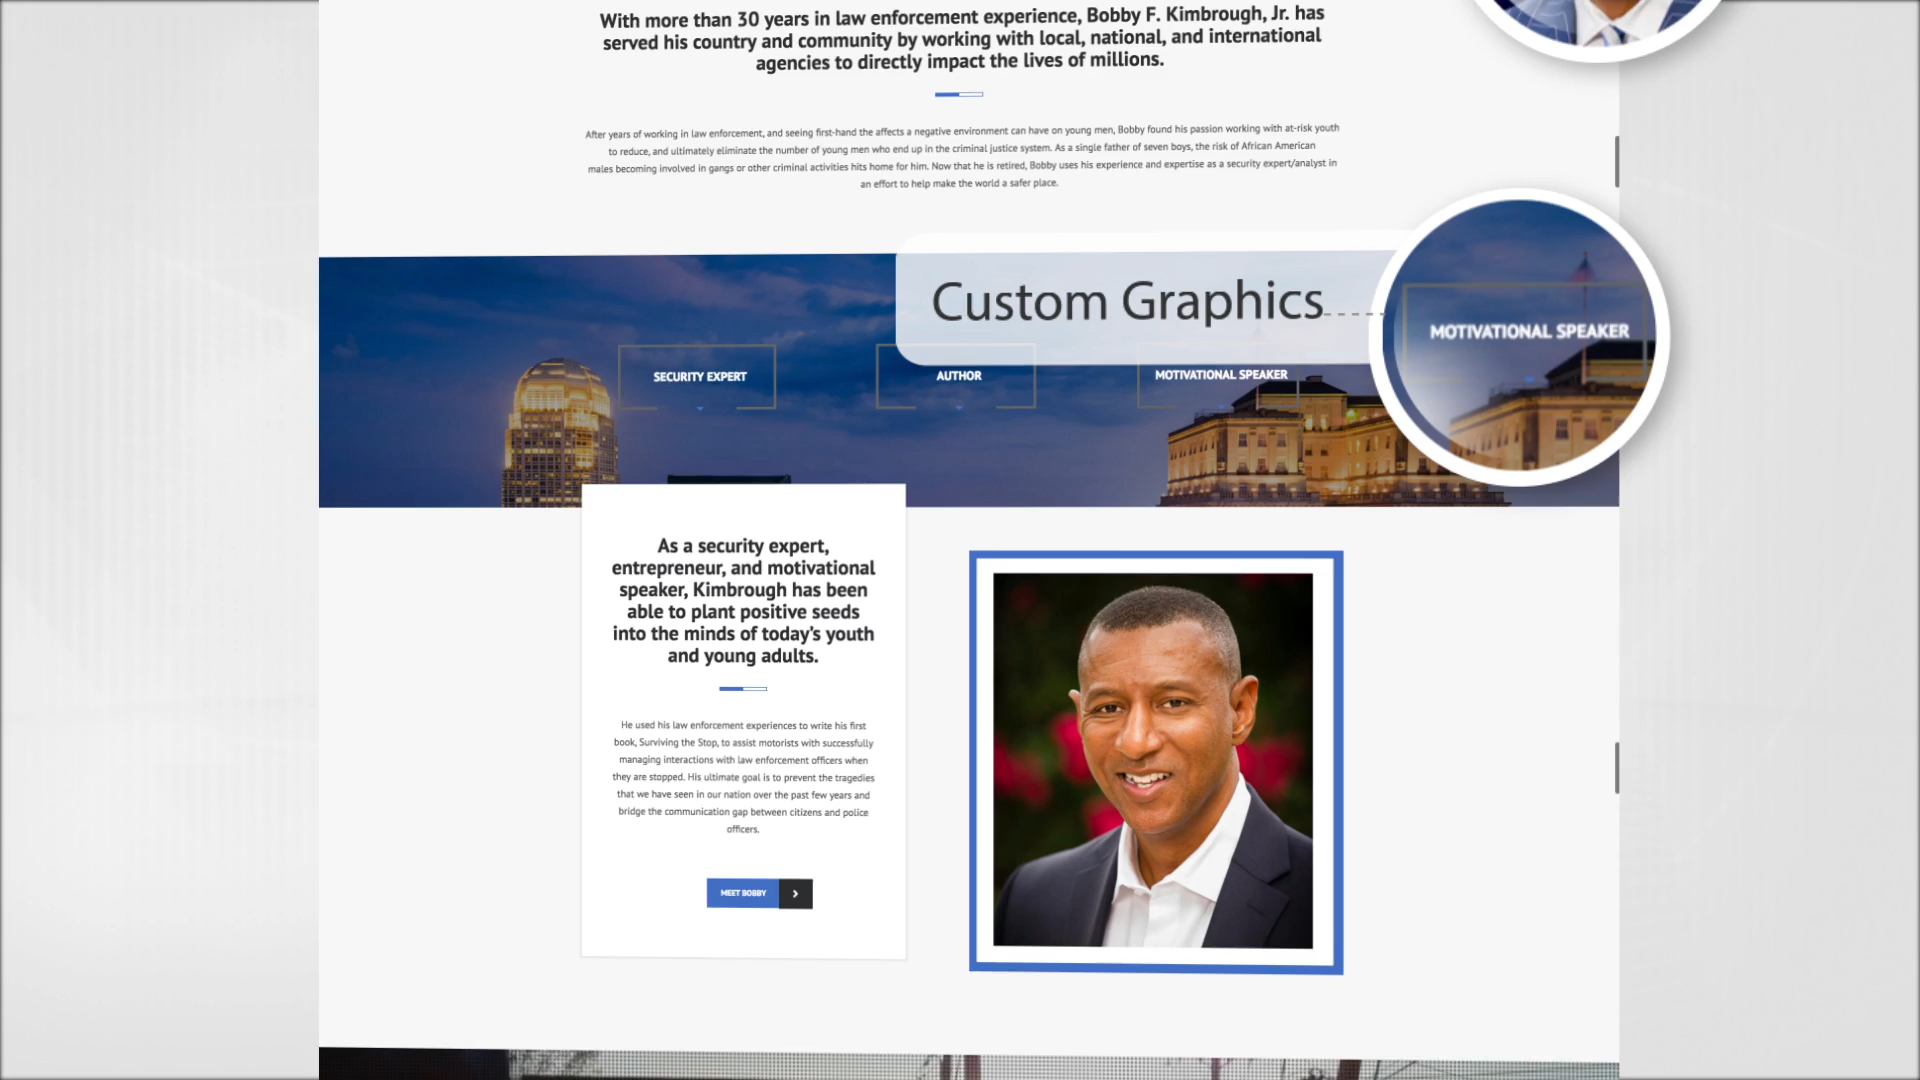 With more than 30 years in law enforcement experience, Bobby F. Kimbrough, Jr. has
served his country and community by working with local, national, and international
agencies to directly impact the lives of millions.
After years of working in law enforcement, and seeing first-hand the affects a negative environment can have on young men, Bobby found his passion working with at-risk youth
to reduce, and ultimately eliminate the number of young men who end up in the criminal justice system. As a single father of seven boys, the risk of African American
males becoming involved in gangs or other criminal activities hits home for him. Now that he is retired, Bobby uses his experience and expertise as a security expert/analyst in
an effort to help make the world a safer place.
Custom Graphics
MOTIVATIONAL SPEAKER
SECURITY EXPERT
AUTHOR
MOTIVATIONAL SPEAKER
As a security expert,
entrepreneur, and motivational
speaker, Kimbrough has been
able to plant positive seeds
into the minds of today's youth
and young adults.
He used his law enforcement experiences to write his first
book, Surviving the Stop, to assist motorists with successfully
managing interactions with law enforcement officers when
they are stopped. His ultimate goal is to prevent the tragedies
that we have seen in our nation over the past few years and
bridge the communication gap between citizens and police
officers.
MEET BOBBY